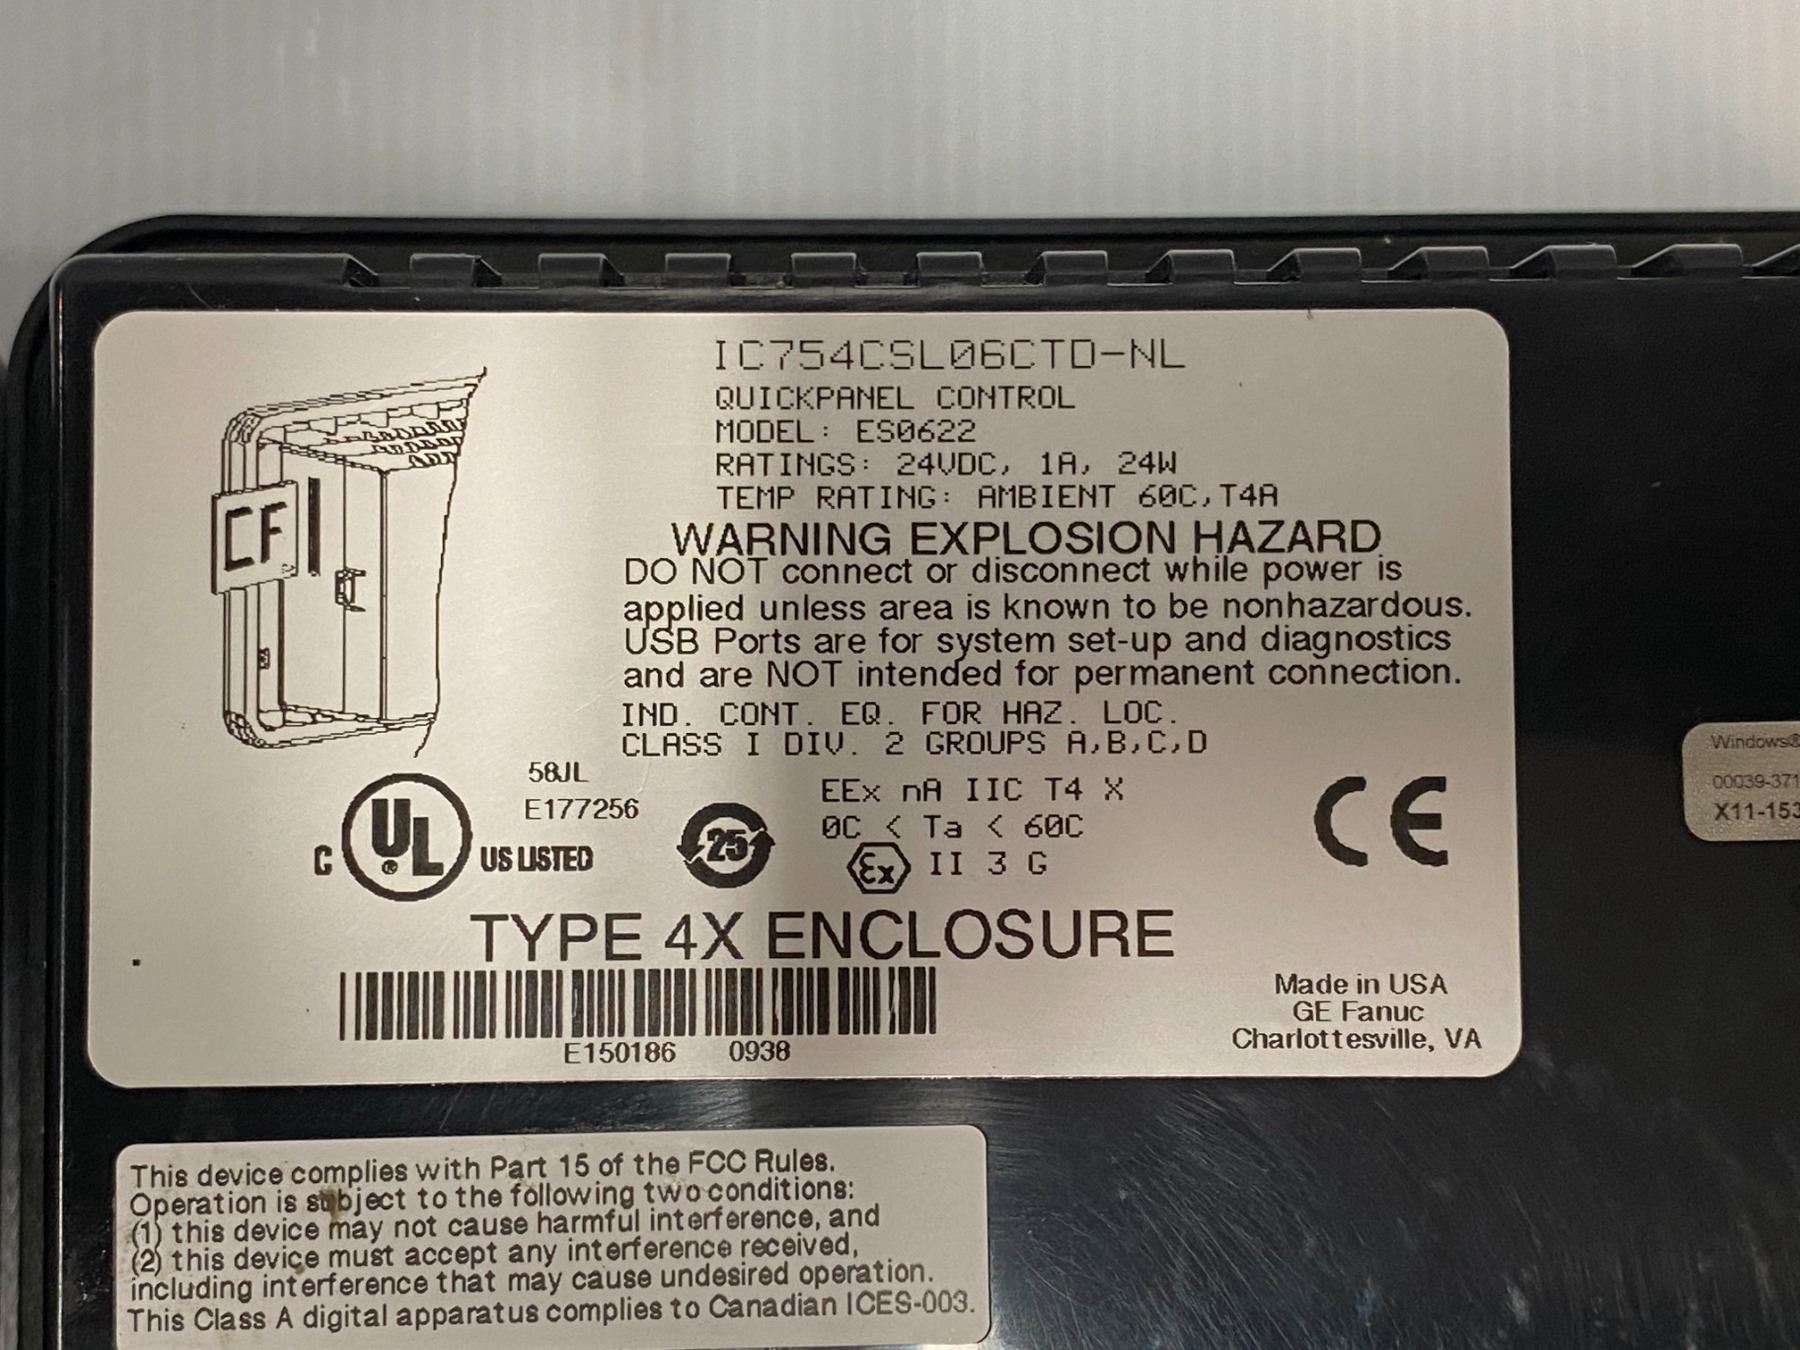 IC754CSL06CTD-NL
QUICKPANEL CONTROL
MODEL: ES0622
RATINGS: 24VDC, 1A, 24W
TEMP RATING: AMBIENT 60C,T4A
WARNING EXPLOSION HAZARD
DO NOT connect or disconnect while power is
applied unless area is known to be nonhazardous.
USB Ports are for system set-up and diagnostics
and are NOT intended for permanent connection.
IND. CONT. EQ. FOR HAZ. LOC.
CLASS I DIV. 2 GROUPS A,B,C,D
CF
58JL
E177256
C UL ® US LISTED
25
EEx nA IIC T4 X
0C < Ta < 60C
Ex II 3 G
CE
TYPE 4X ENCLOSURE
E150186 0938
Made in USA
GE Fanuc
Charlottesville, VA
Windows®
00039-371
X11-153
This device complies with Part 15 of the FCC Rules.
Operation is subject to the following two conditions:
(1) this device may not cause harmful interference, and
(2) this device must accept any interference received,
including interference that may cause undesired operation.
This Class A digital apparatus complies to Canadian ICES-003.